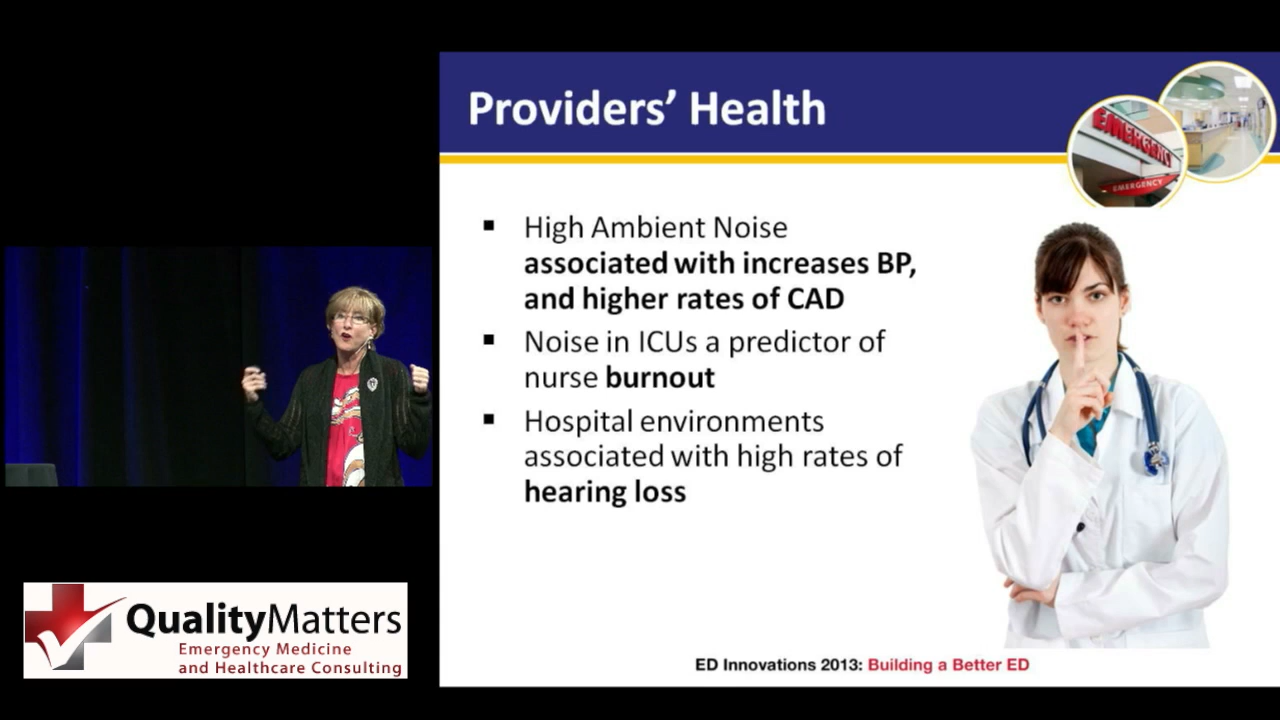 Providers’ Health
EMERGENCY
EMERGENCY
▪ High Ambient Noise
associated with increases BP,
and higher rates of CAD
▪ Noise in ICUs a predictor of
nurse burnout
▪ Hospital environments
associated with high rates of
hearing loss
QualityMatters
Emergency Medicine
and Healthcare Consulting
ED Innovations 2013: Building a Better ED